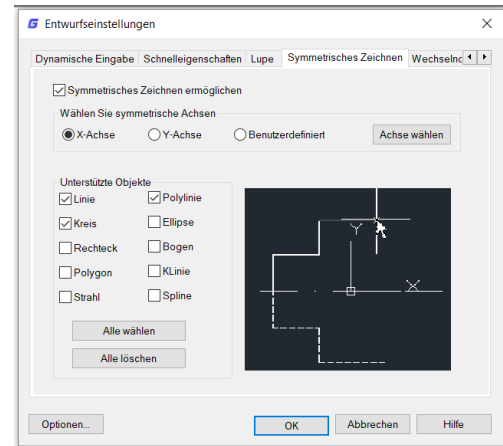 Entwurfseinstellungen
Dynamische Eingabe Schnelleigenschaften Lupe Symmetrisches Zeichnen Wechselnc
Symmetrisches Zeichnen ermöglichen
Wählen Sie symmetrische Achsen
X-Achse Y-Achse Benutzerdefiniert Achse wählen
Unterstützte Objekte
Linie Polylinie
Kreis Ellipse
Rechteck Bogen
Polygon KLinie
Strahl Spline
Alle wählen
Alle löschen
Y
X
Optionen... OK Abbrechen Hilfe